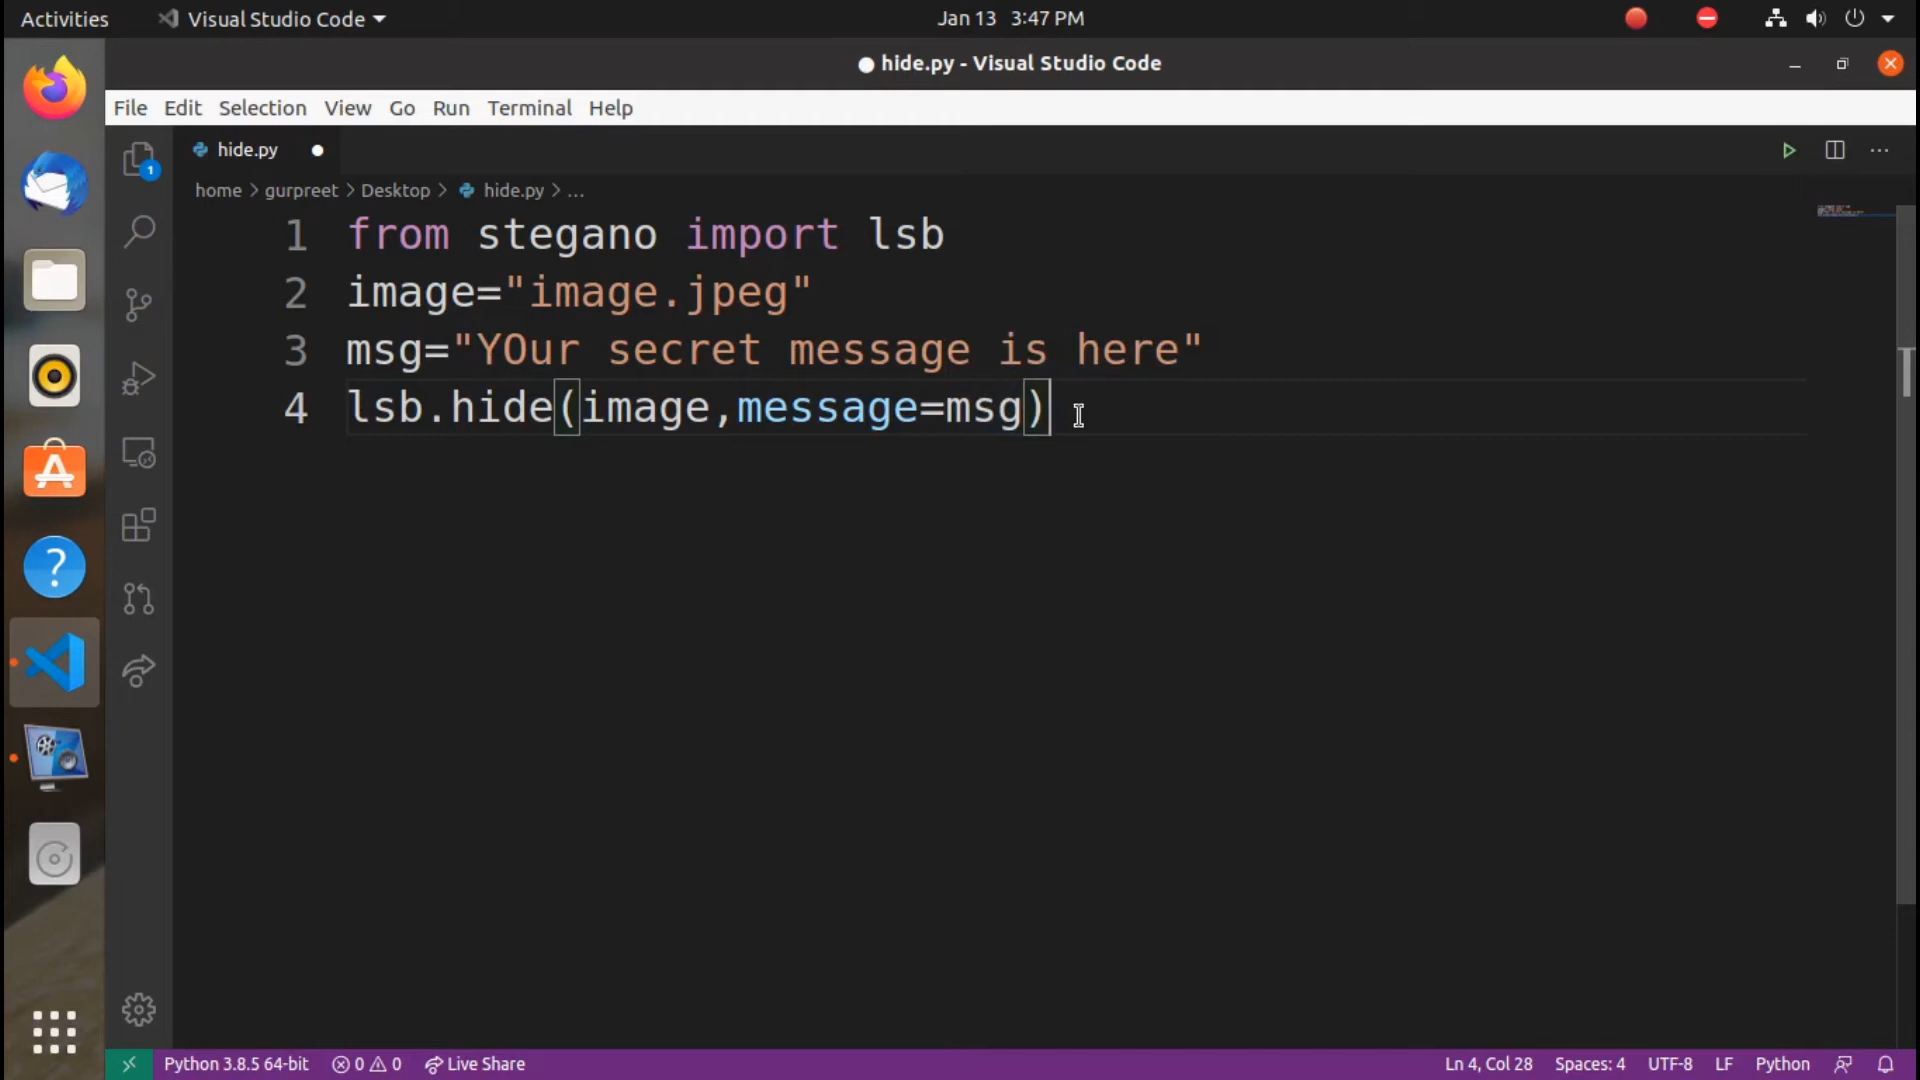 Activities Visual Studio Code Jan 13 3:47 PM
hide.py - Visual Studio Code
File Edit Selection View Go Run Terminal Help
hide.py
1
home > gurpreet > Desktop > hide.py > ...
1 from stegano import lsb
2 image="image.jpeg"
3 msg="YOur secret message is here"
4 lsb.hide(image,message=msg)
Python 3.8.5 64-bit 0 0 Live Share Ln 4, Col 28 Spaces: 4 UTF-8 LF Python